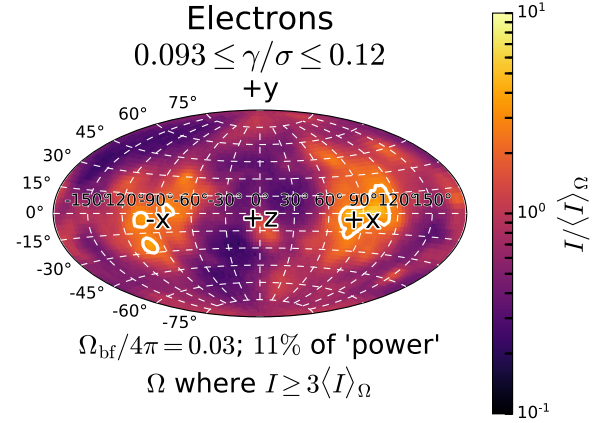 Electrons
0.093 ≤ γ/σ ≤ 0.12
+y
75°
60°
45°
30°
15°
0°
-15°
-30°
-45°
-60°
-75°
-150° -120° -90° -60° -30° 0° 30° 60° 90° 120° 150°
-x +z +x
Ω_bf/4π = 0.03; 11% of 'power'
Ω where I ≥ 3⟨I⟩_Ω
10^1
10^0
10^-1
I/⟨I⟩_Ω